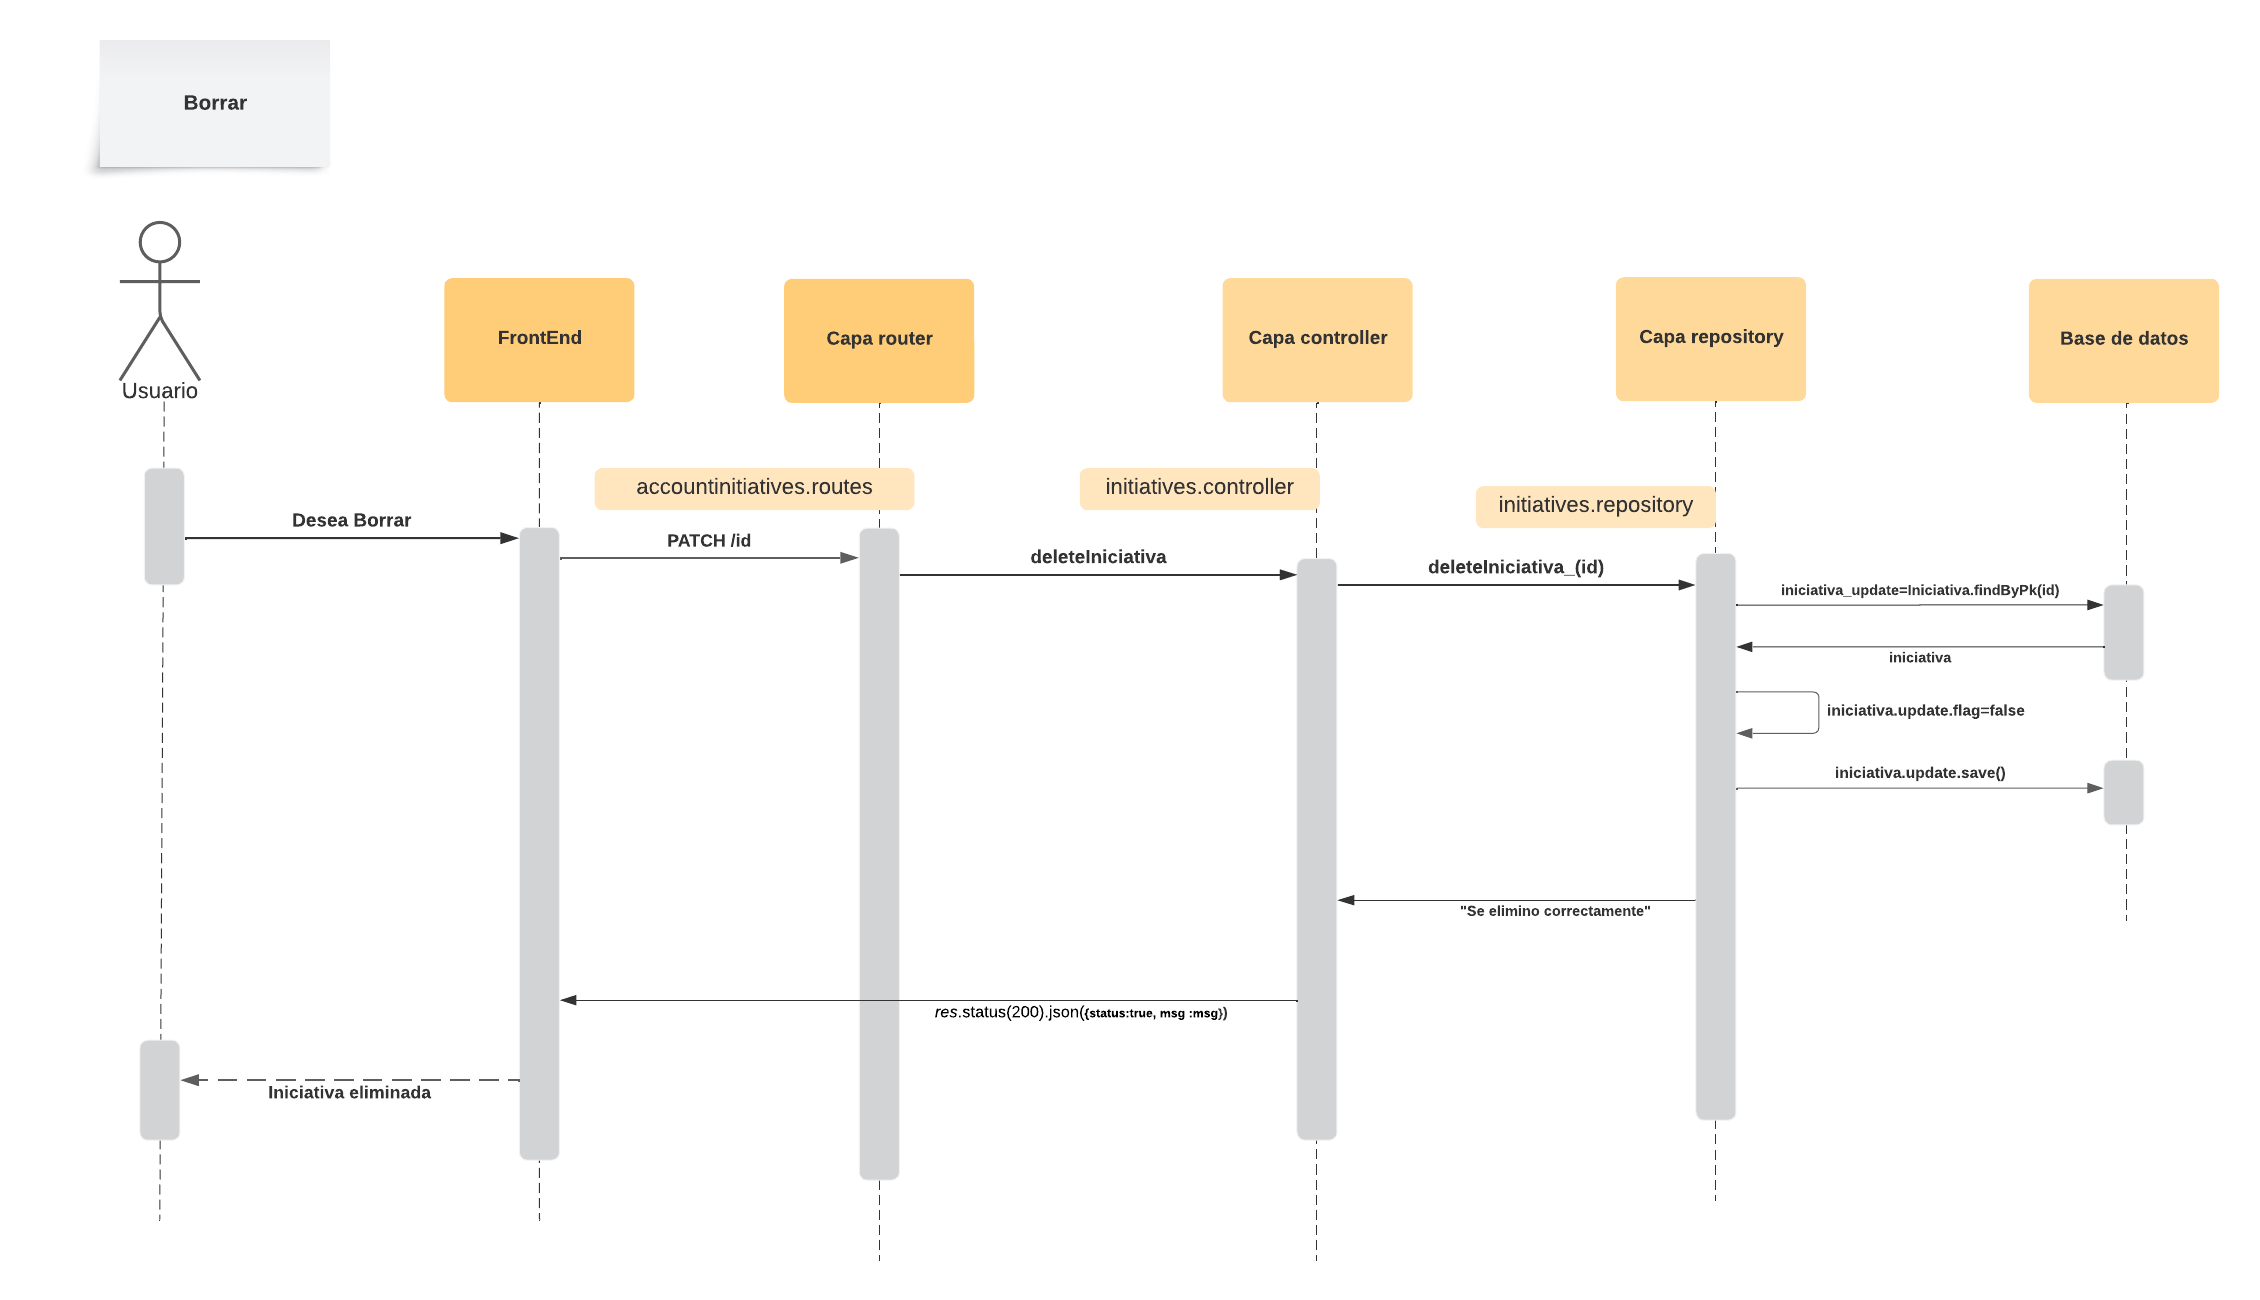 Borrar
Usuario
FrontEnd
Capa router
Capa controller
Capa repository
Base de datos
accountinitiatives.routes
initiatives.controller
initiatives.repository
Desea Borrar
PATCH /id
deleteIniciativa
deleteIniciativa_(id)
iniciativa_update=Iniciativa.findByPk(id)
iniciativa
iniciativa.update.flag=false
iniciativa.update.save()
"Se elimino correctamente"
res.status(200).json({status:true, msg :msg})
Iniciativa eliminada